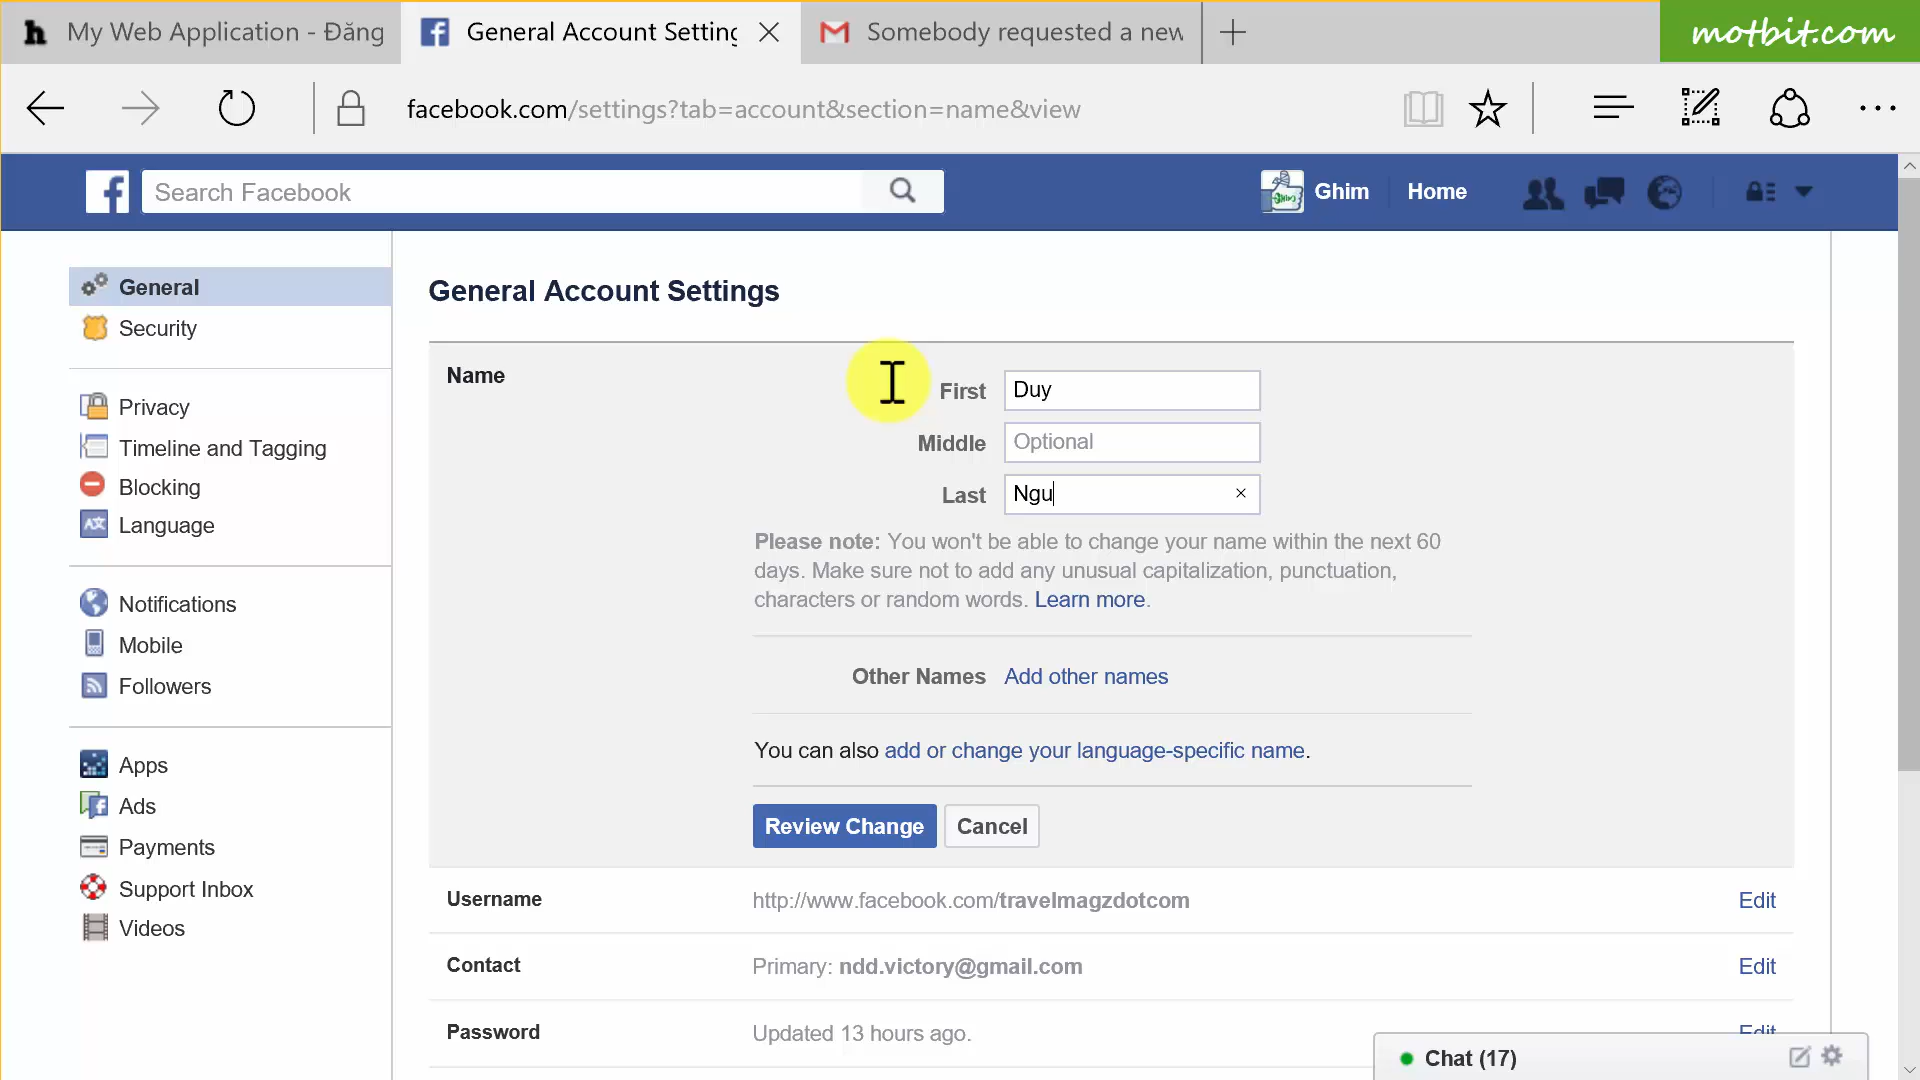 My Web Application - Đăng
General Account Setting
Somebody requested a new
motbit.com
facebook.com/settings?tab=account&section=name&view
Search Facebook
Ghim
Home
General
Security
Privacy
Timeline and Tagging
Blocking
Language
Notifications
Mobile
Followers
Apps
Ads
Payments
Support Inbox
Videos
General Account Settings
Name
First Duy
Middle Optional
Last Ngu
Please note: You won't be able to change your name within the next 60
days. Make sure not to add any unusual capitalization, punctuation,
characters or random words. Learn more.
Other Names Add other names
You can also add or change your language-specific name.
Review Change Cancel
Username http://www.facebook.com/travelmagzdotcom Edit
Contact Primary: ndd.victory@gmail.com Edit
Password Updated 13 hours ago. Edit
Chat (17)